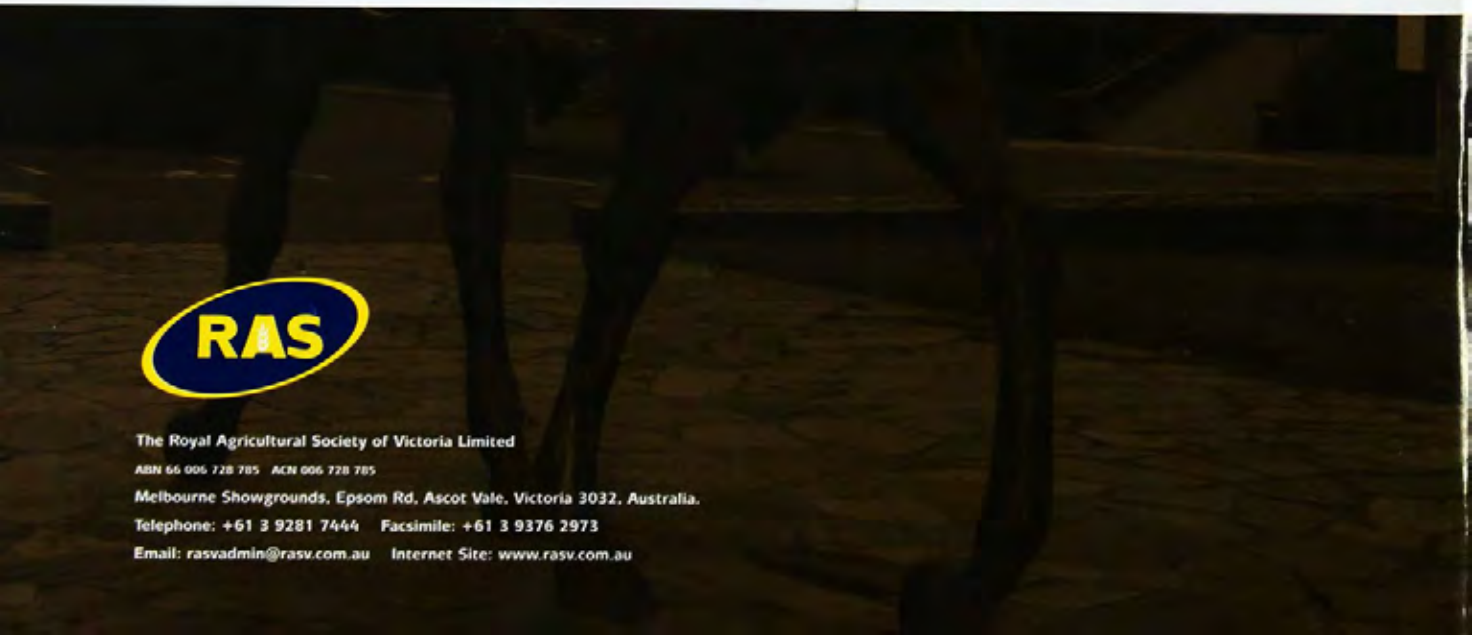 RAS
The Royal Agricultural Society of Victoria Limited
ABN 66 006 728 785 ACN 006 728 785
Melbourne Showgrounds, Epsom Rd, Ascot Vale, Victoria 3032, Australia.
Telephone: +61 3 9281 7444 Facsimile: +61 3 9376 2973
Email: rasvadmin@rasv.com.au Internet Site: www.rasv.com.au